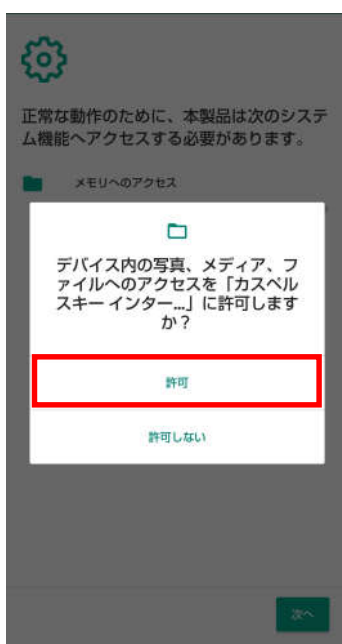 正常な動作のために、本製品は次のシステ
ム機能へアクセスする必要があります。
メモリへのアクセス
デバイス内の写真、メディア、フ
ァイルへのアクセスを「カスペル
スキー インター...」に許可します
か？
許可
許可しない
次へ